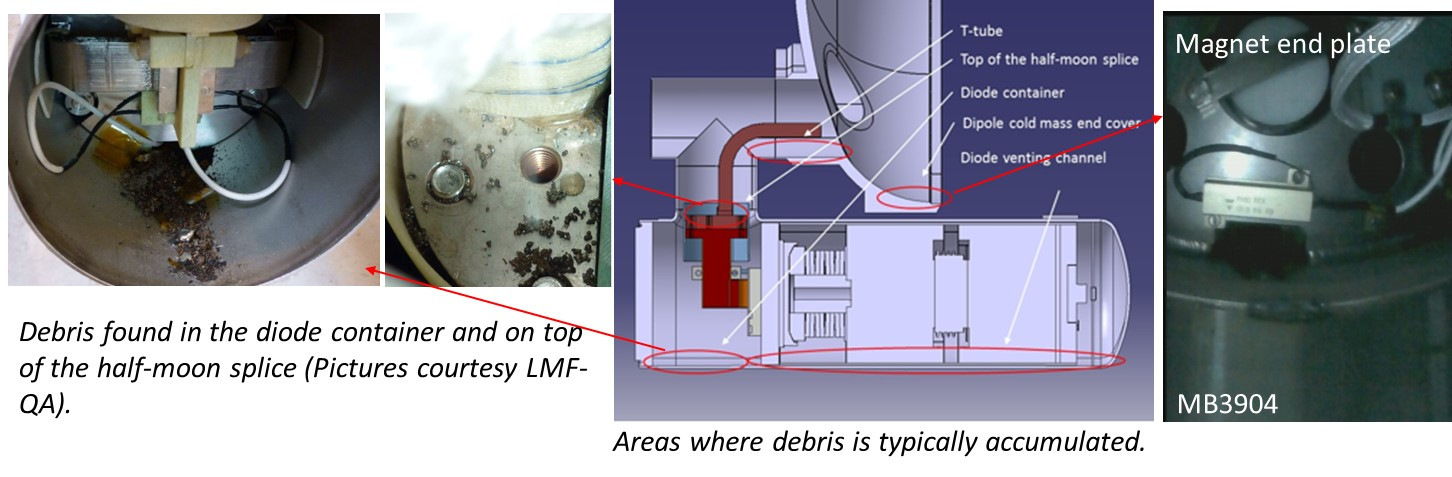 T-tube
Top of the half-moon splice
Diode container
Dipole cold mass end cover
Diode venting channel
Magnet end plate
MB3904
Debris found in the diode container and on top
of the half-moon splice (Pictures courtesy LMF-
QA).
Areas where debris is typically accumulated.